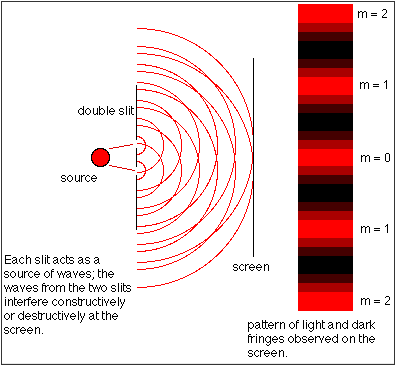 m = 2
double slit
m = 1
source
m = 0
m = 1
screen
Each slit acts as a
source of waves; the
waves from the two slits
interfere constructively
or destructively at the
screen.
m = 2
pattern of light and dark
fringes observed on the
screen.